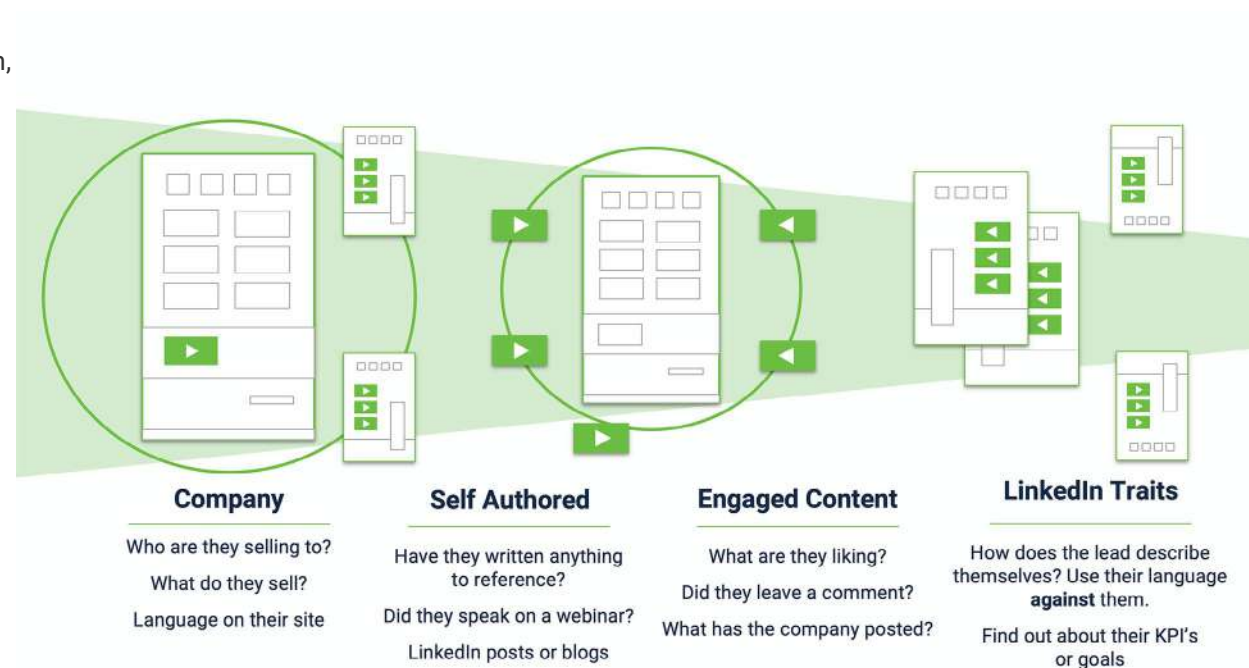 n,
Company
Who are they selling to?
What do they sell?
Language on their site
Self Authored
Have they written anything
to reference?
Did they speak on a webinar?
LinkedIn posts or blogs
Engaged Content
What are they liking?
Did they leave a comment?
What has the company posted?
LinkedIn Traits
How does the lead describe
themselves? Use their language
against them.
Find out about their KPI's
or goals